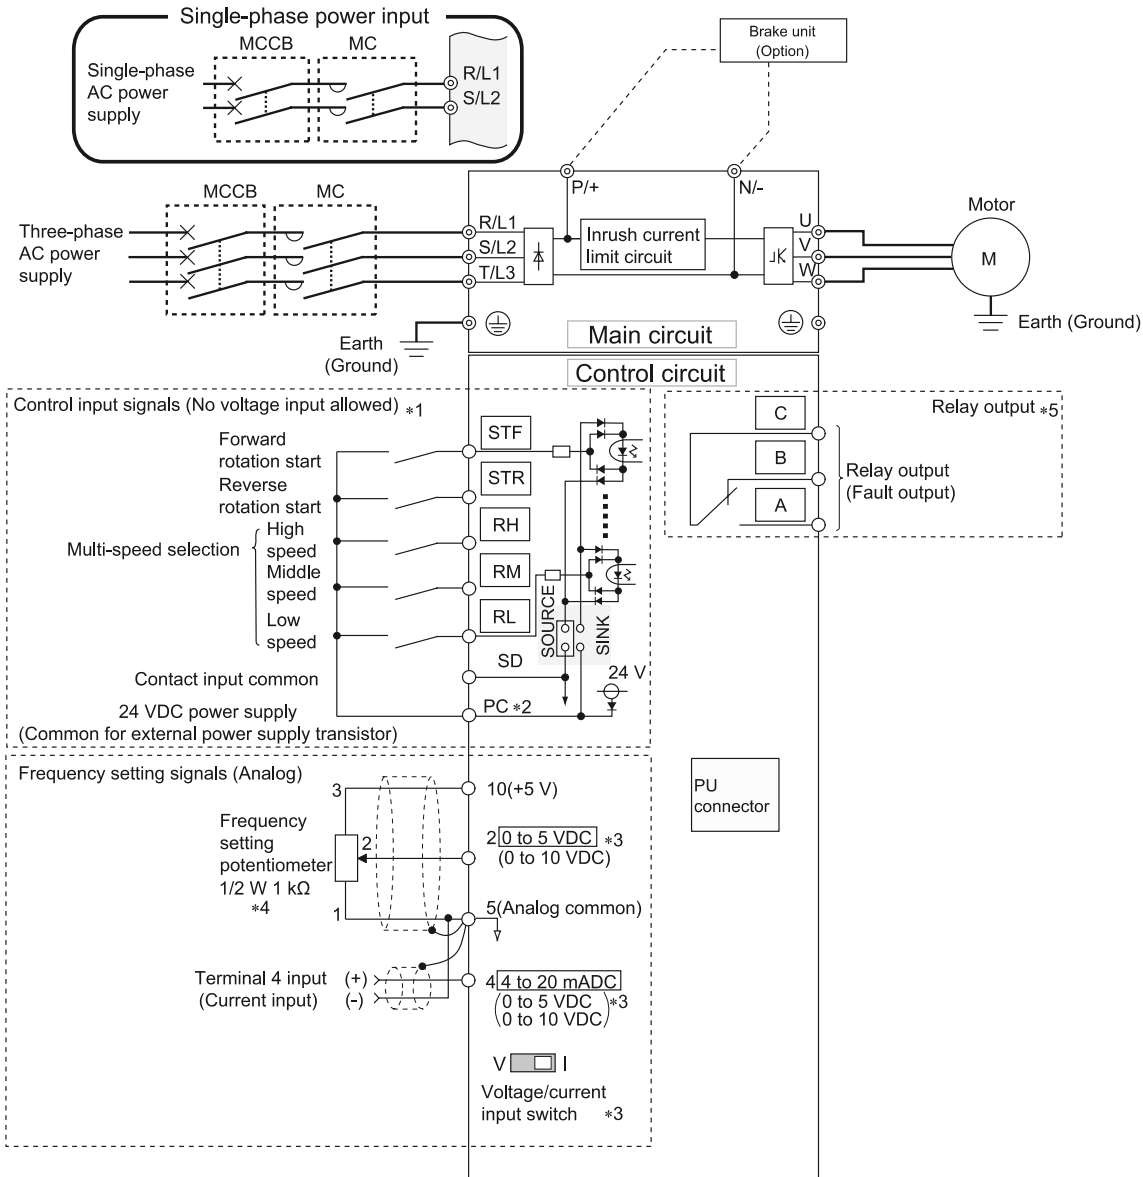 Single-phase power input
MCCB MC
Single-phase
AC power
supply
R/L1
S/L2
Brake unit
(Option)
P/+ N/-
MCCB MC
Three-phase
AC power
supply
R/L1
S/L2
T/L3
Inrush current
limit circuit
U
V
W
Motor
M
Earth
(Ground)
Earth (Ground)
Main circuit
Control circuit
Control input signals (No voltage input allowed) *1
Forward
rotation start
STF
Reverse
rotation start
STR
Multi-speed selection
High
speed
RH
Middle
speed
RM
Low
speed
RL
SOURCE
SINK
SD
Contact input common
24 V
24 VDC power supply
(Common for external power supply transistor)
PC *2
Relay output *5
C
B
A
Relay output
(Fault output)
Frequency setting signals (Analog)
3
10(+5 V)
Frequency
setting
potentiometer
1/2 W 1 kΩ
*4
2
2 0 to 5 VDC *3
(0 to 10 VDC)
1
5(Analog common)
Terminal 4 input (+)
(Current input) (-)
4 4 to 20 mADC
(0 to 5 VDC
0 to 10 VDC) *3
V I
Voltage/current
input switch *3
PU
connector